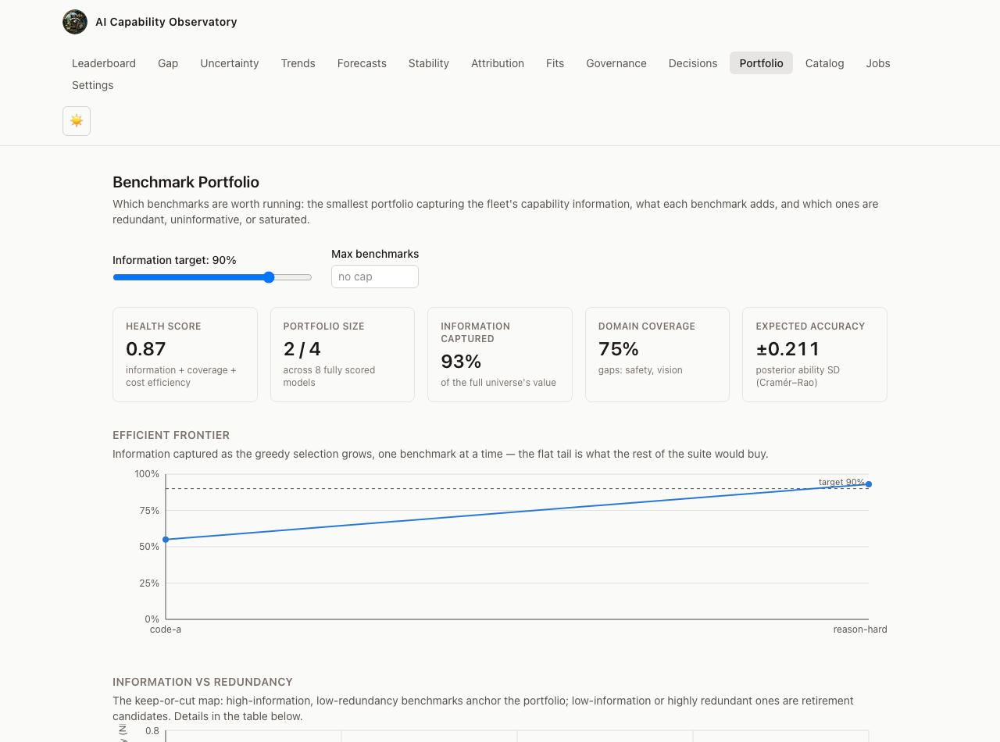 AI Capability Observatory
Leaderboard Gap Uncertainty Trends Forecasts Stability Attribution Fits Governance Decisions Portfolio Catalog Jobs
Settings
Benchmark Portfolio
Which benchmarks are worth running: the smallest portfolio capturing the fleet's capability information, what each benchmark adds, and which ones are
redundant, uninformative, or saturated.
Information target: 90%
Max benchmarks
no cap
HEALTH SCORE
0.87
information + coverage +
cost efficiency
PORTFOLIO SIZE
2 / 4
across 8 fully scored
models
INFORMATION
CAPTURED
93%
of the full universe's value
DOMAIN COVERAGE
75%
gaps: safety, vision
EXPECTED ACCURACY
±0.211
posterior ability SD
(Cramér–Rao)
EFFICIENT FRONTIER
Information captured as the greedy selection grows, one benchmark at a time — the flat tail is what the rest of the suite would buy.
100%
target 90%
75%
50%
25%
0%
code-a
reason-hard
INFORMATION VS REDUNDANCY
The keep-or-cut map: high-information, low-redundancy benchmarks anchor the portfolio; low-information or highly redundant ones are retirement
candidates. Details in the table below.
0.8